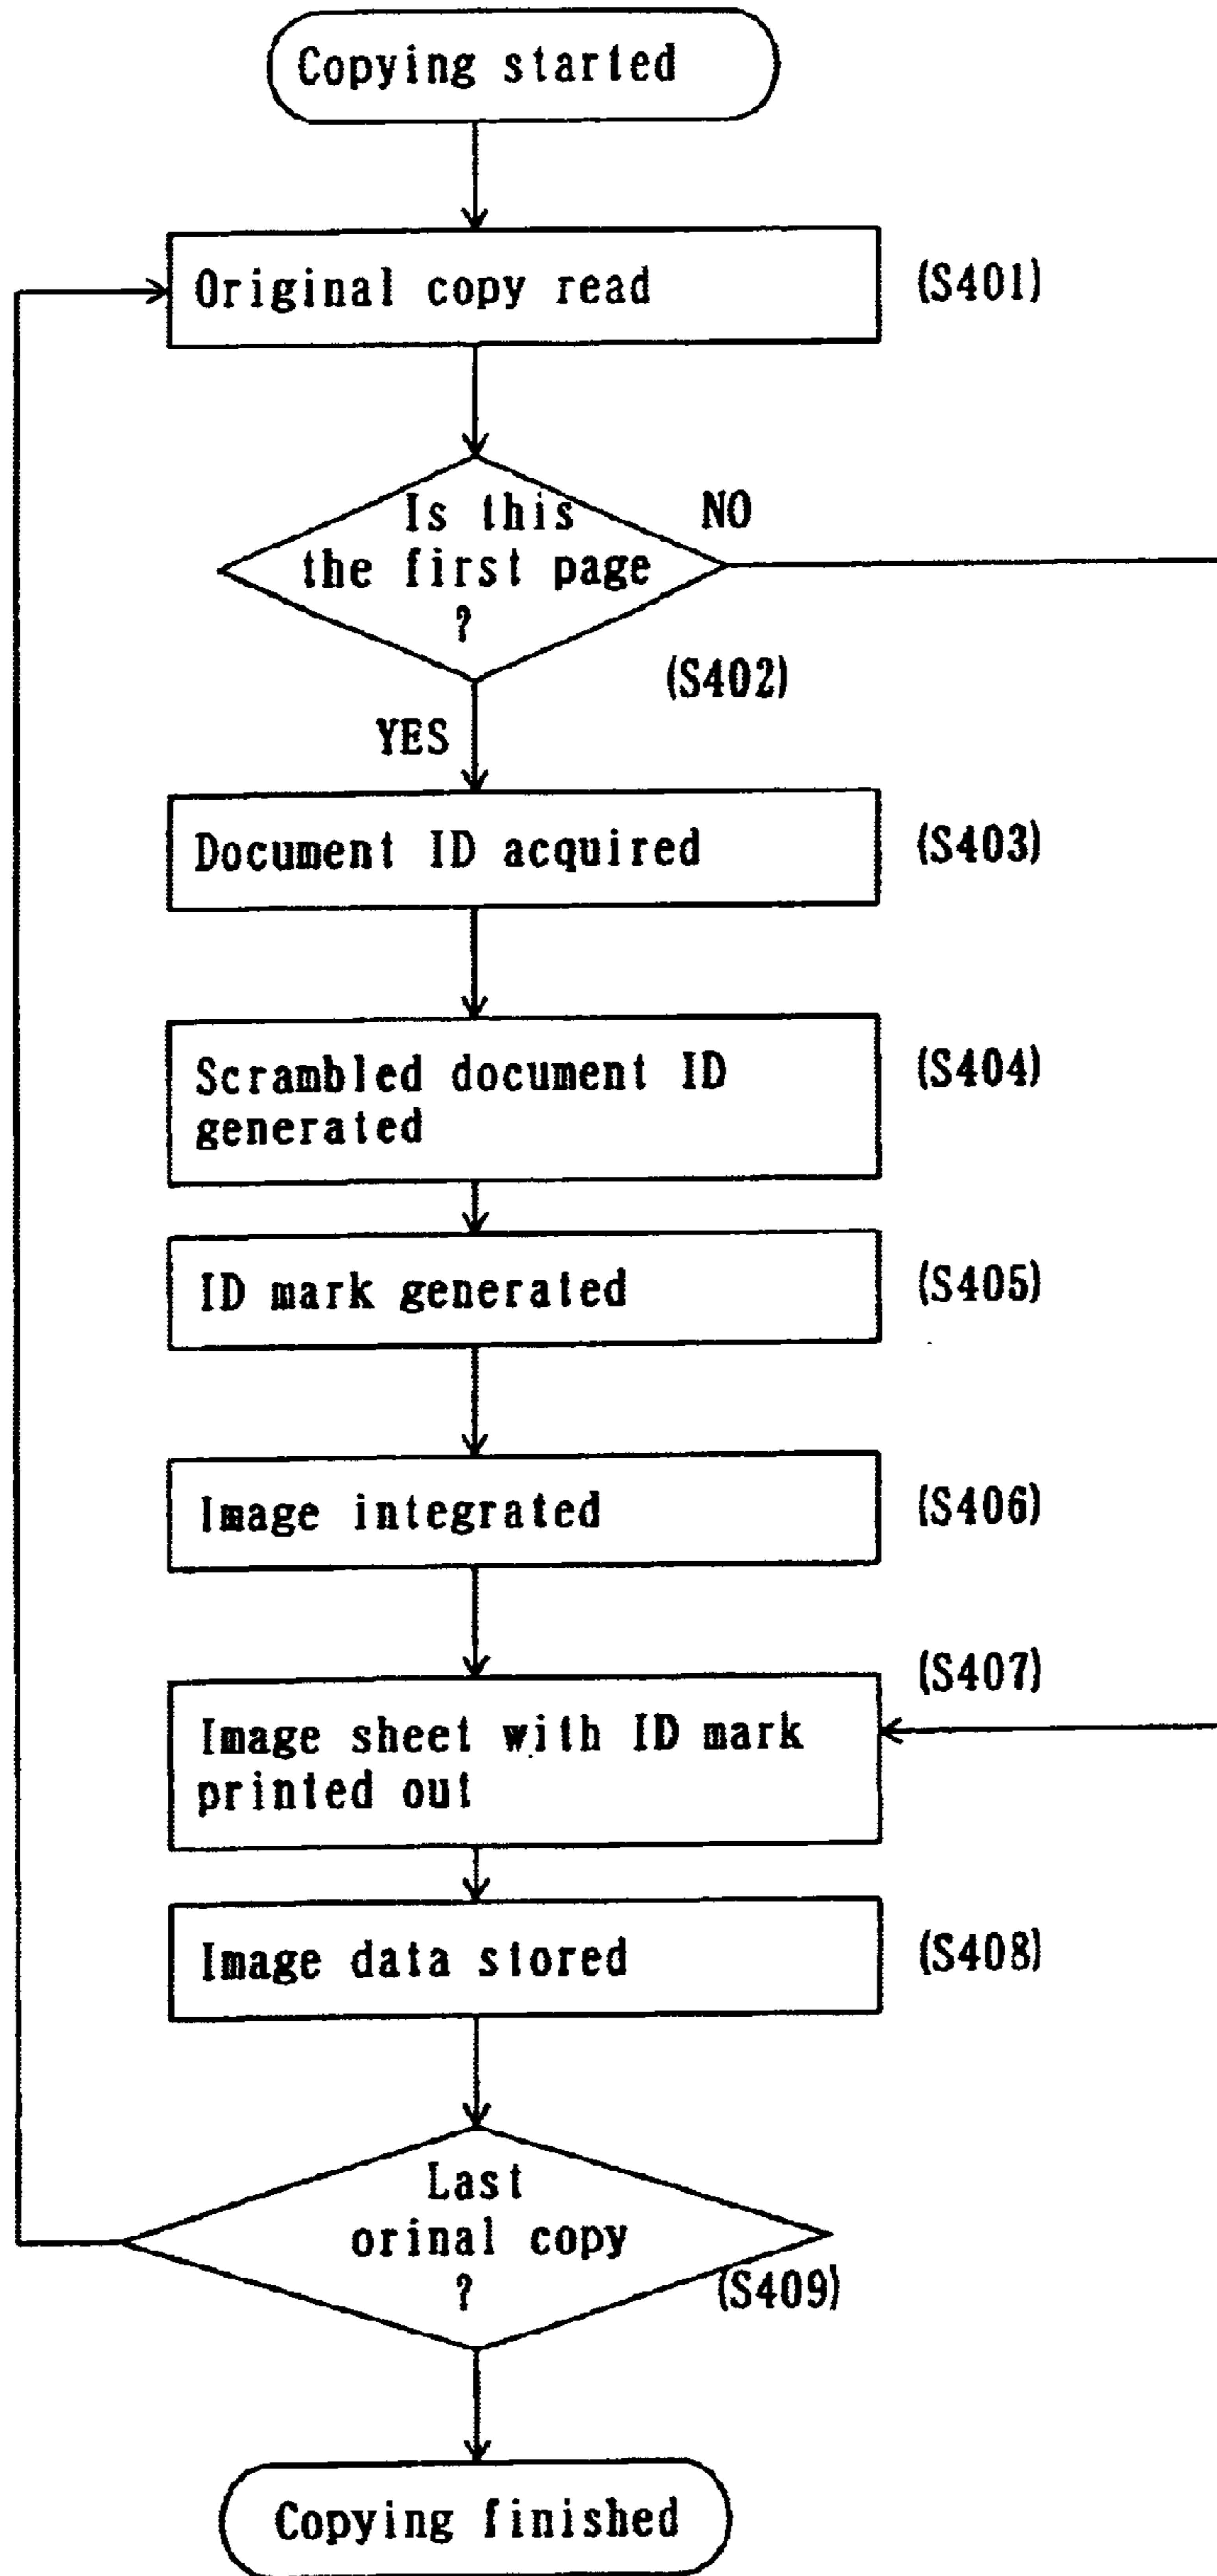 Copying started
Original copy read
(S401)
Is this
the first page
?
NO
(S402)
YES
Document ID acquired
(S403)
Scrambled document ID
generated
(S404)
ID mark generated
(S405)
Image integrated
(S406)
(S407)
Image sheet with ID mark
printed out
Image data stored
(S408)
Last
orinal copy
?
(S409)
Copying finished